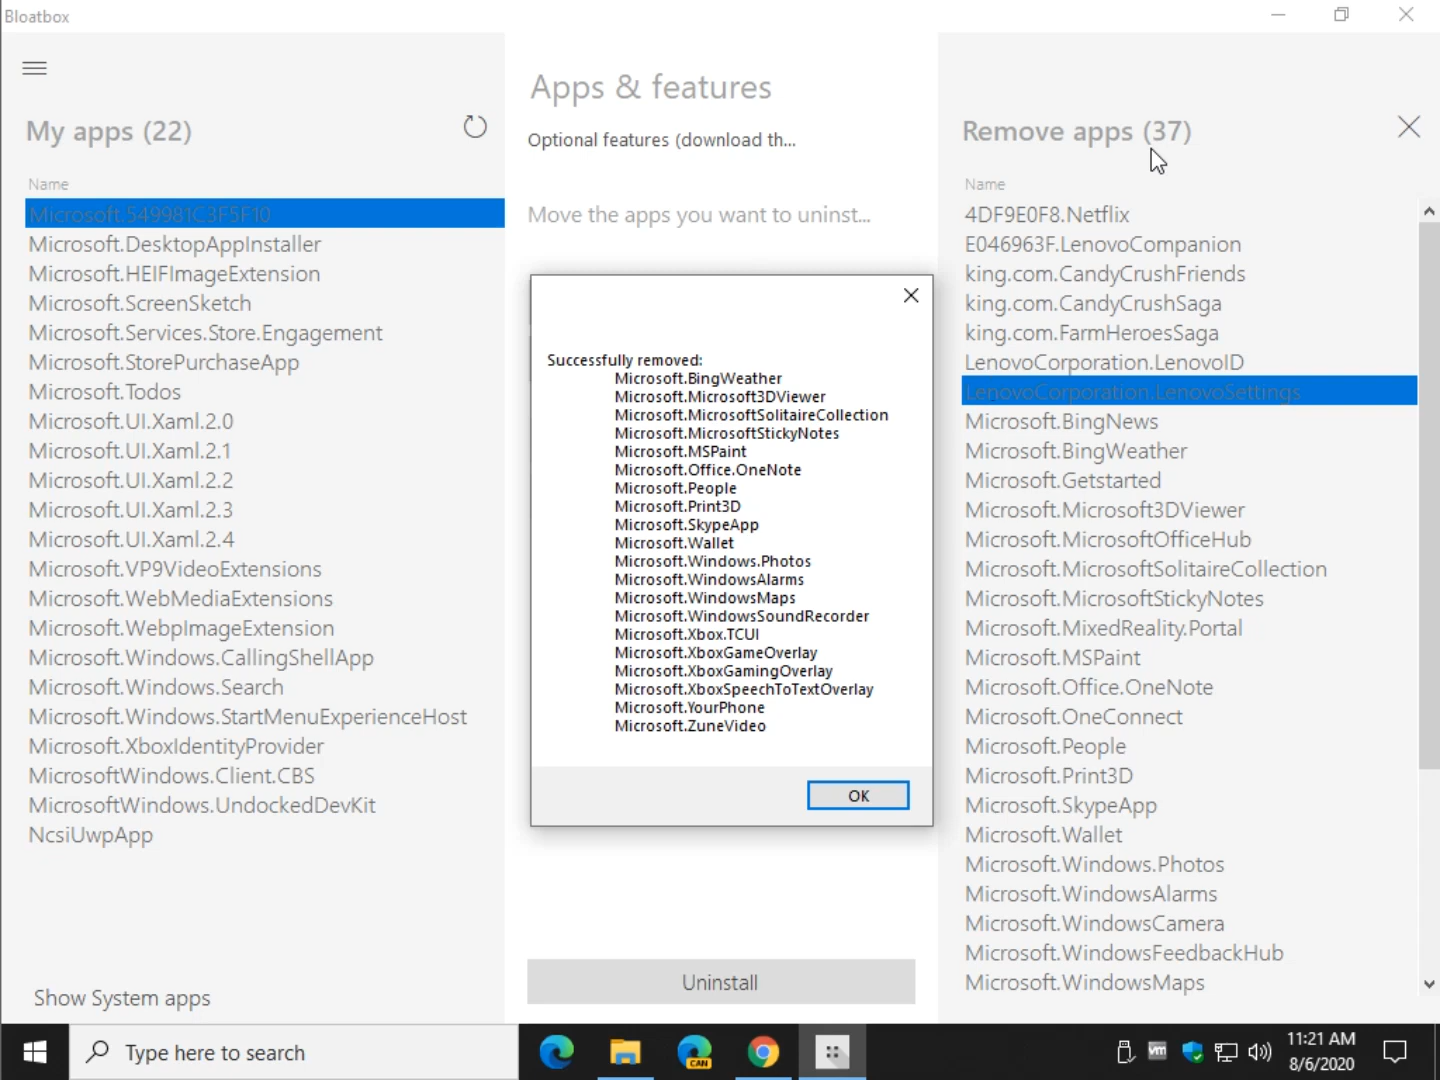 Bloatbox
Apps & features
My apps (22)
Optional features (download th...
Remove apps (37)
Name
Microsoft.549981C3F5F10
Microsoft.DesktopAppInstaller
Microsoft.HEIFImageExtension
Microsoft.ScreenSketch
Microsoft.Services.Store.Engagement
Microsoft.StorePurchaseApp
Microsoft.Todos
Microsoft.UI.Xaml.2.0
Microsoft.UI.Xaml.2.1
Microsoft.UI.Xaml.2.2
Microsoft.UI.Xaml.2.3
Microsoft.UI.Xaml.2.4
Microsoft.VP9VideoExtensions
Microsoft.WebMediaExtensions
Microsoft.WebpImageExtension
Microsoft.Windows.CallingShellApp
Microsoft.Windows.Search
Microsoft.Windows.StartMenuExperienceHost
Microsoft.XboxIdentityProvider
MicrosoftWindows.Client.CBS
MicrosoftWindows.UndockedDevKit
NcsiUwpApp
Show System apps
Move the apps you want to uninst...
Successfully removed:
Microsoft.BingWeather
Microsoft.Microsoft3DViewer
Microsoft.MicrosoftSolitaireCollection
Microsoft.MicrosoftStickyNotes
Microsoft.MSPaint
Microsoft.Office.OneNote
Microsoft.People
Microsoft.Print3D
Microsoft.SkypeApp
Microsoft.Wallet
Microsoft.Windows.Photos
Microsoft.WindowsAlarms
Microsoft.WindowsMaps
Microsoft.WindowsSoundRecorder
Microsoft.Xbox.TCUI
Microsoft.XboxGameOverlay
Microsoft.XboxGamingOverlay
Microsoft.XboxSpeechToTextOverlay
Microsoft.YourPhone
Microsoft.ZuneVideo
OK
Uninstall
Name
4DF9E0F8.Netflix
E046963F.LenovoCompanion
king.com.CandyCrushFriends
king.com.CandyCrushSaga
king.com.FarmHeroesSaga
LenovoCorporation.LenovoID
LenovoCorporation.LenovoSettings
Microsoft.BingNews
Microsoft.BingWeather
Microsoft.Getstarted
Microsoft.Microsoft3DViewer
Microsoft.MicrosoftOfficeHub
Microsoft.MicrosoftSolitaireCollection
Microsoft.MicrosoftStickyNotes
Microsoft.MixedReality.Portal
Microsoft.MSPaint
Microsoft.Office.OneNote
Microsoft.OneConnect
Microsoft.People
Microsoft.Print3D
Microsoft.SkypeApp
Microsoft.Wallet
Microsoft.Windows.Photos
Microsoft.WindowsAlarms
Microsoft.WindowsCamera
Microsoft.WindowsFeedbackHub
Microsoft.WindowsMaps
Type here to search
CAN
vm
11:21 AM
8/6/2020